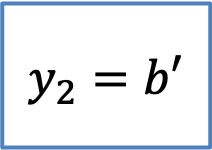 y₂ = b′